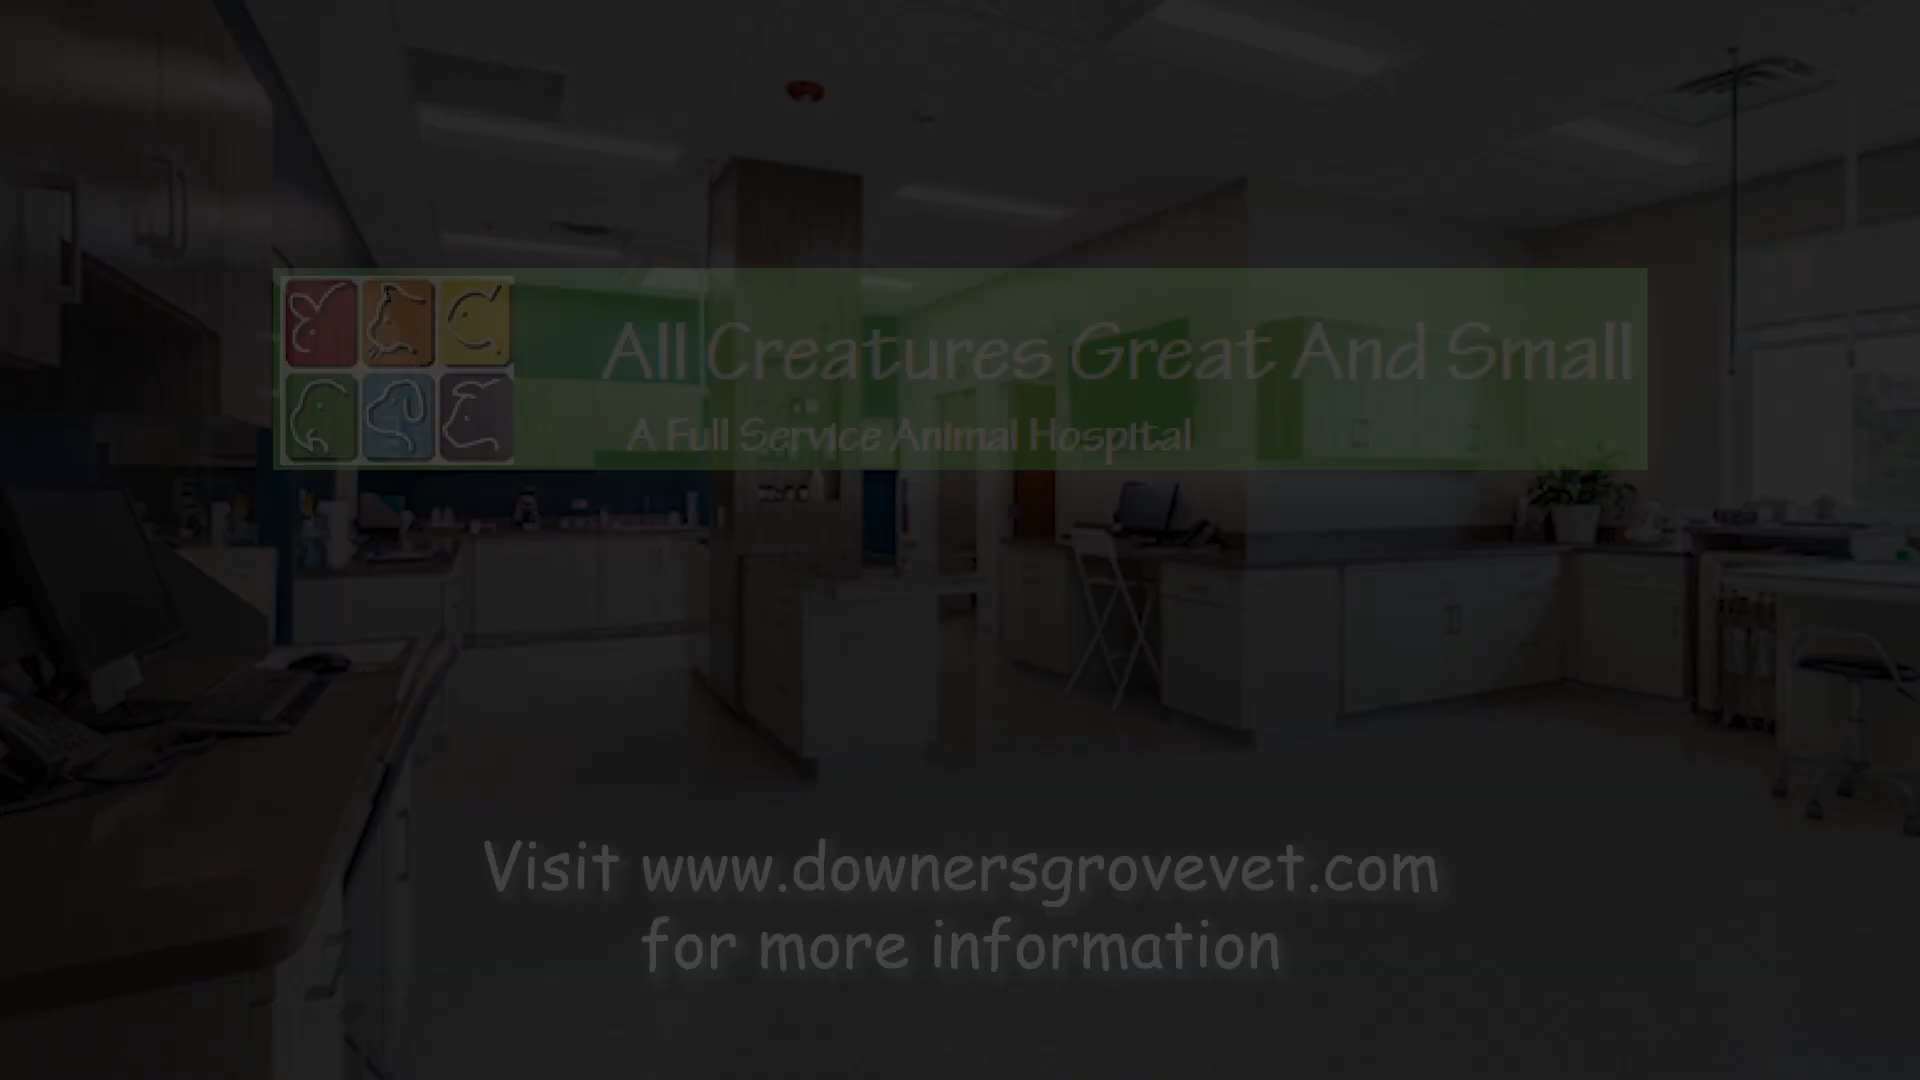 All Creatures Great And Small
A Full Service Animal Hospital
Visit www.downersgrovevet.com
for more information